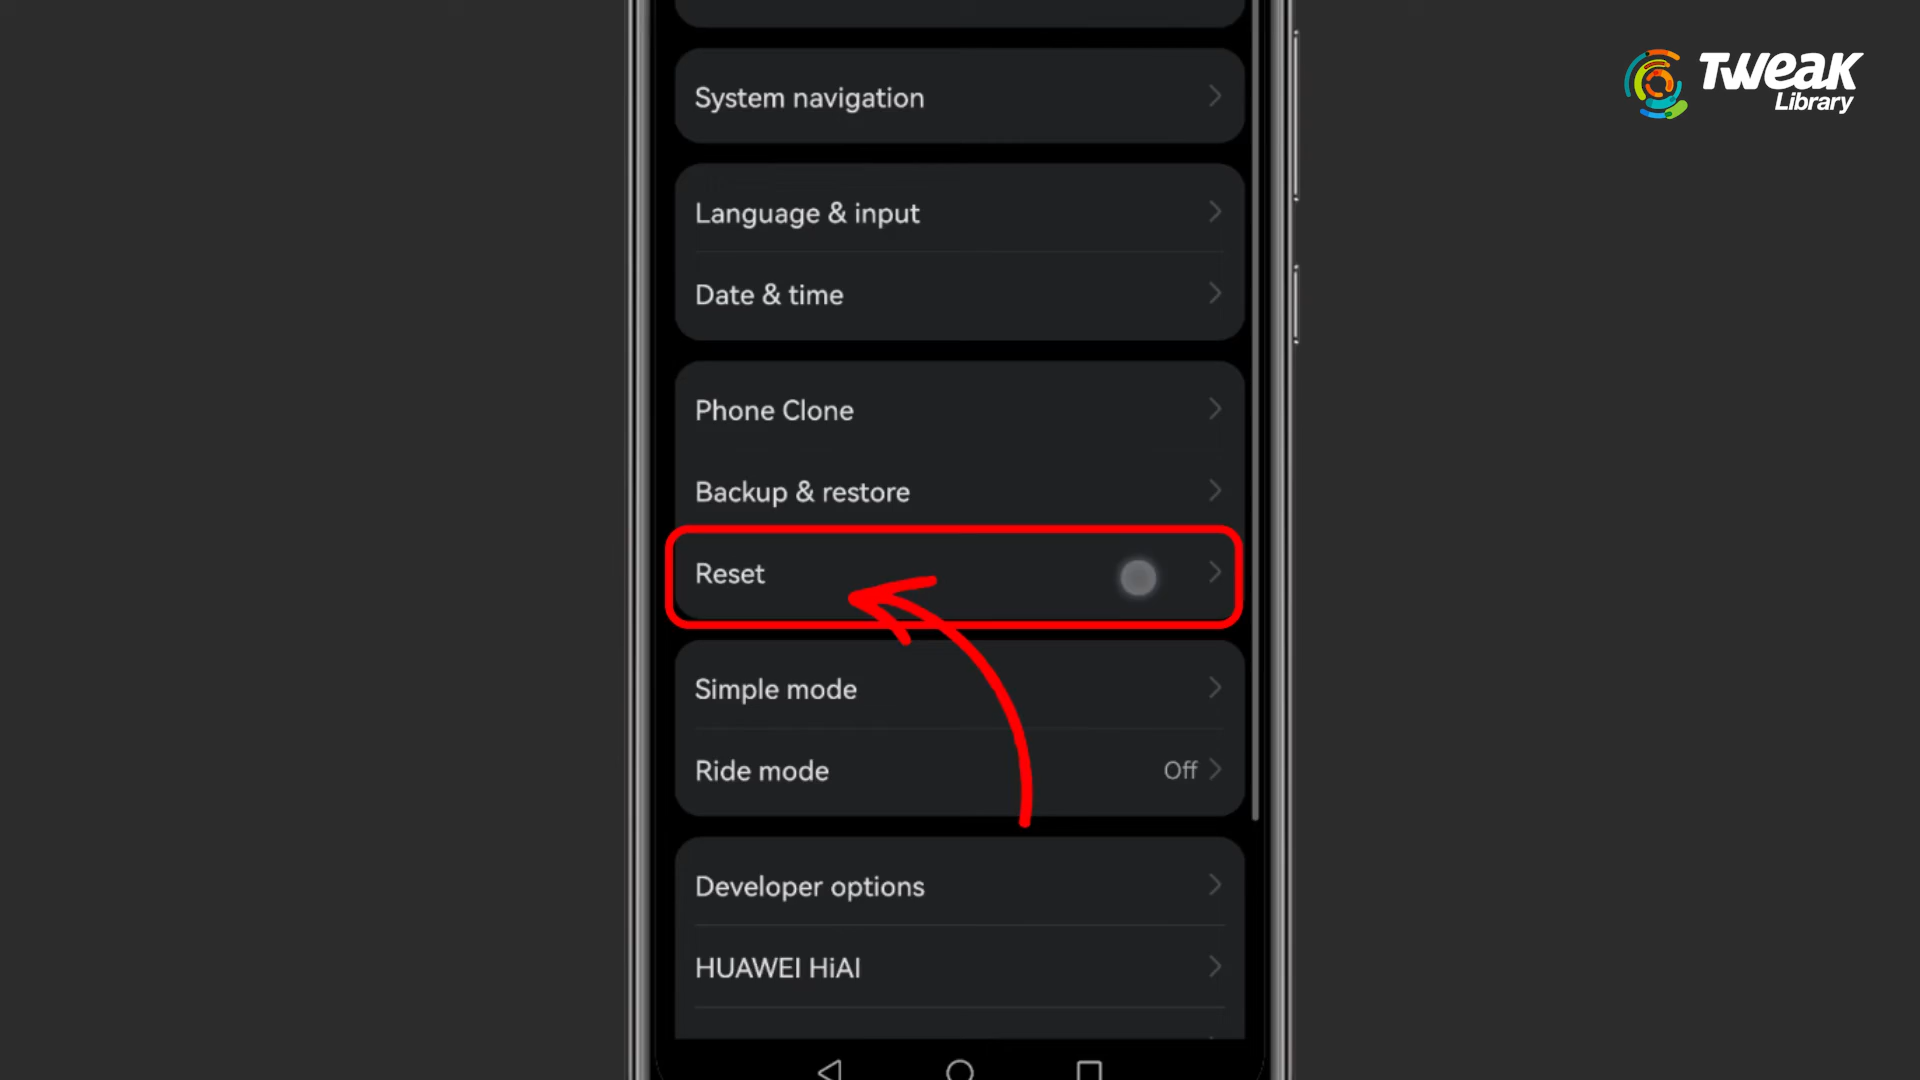 TweaK
Library
System navigation
Language & input
Date & time
Phone Clone
Backup & restore
Reset
Simple mode
Ride mode Off
Developer options
HUAWEI HiAI